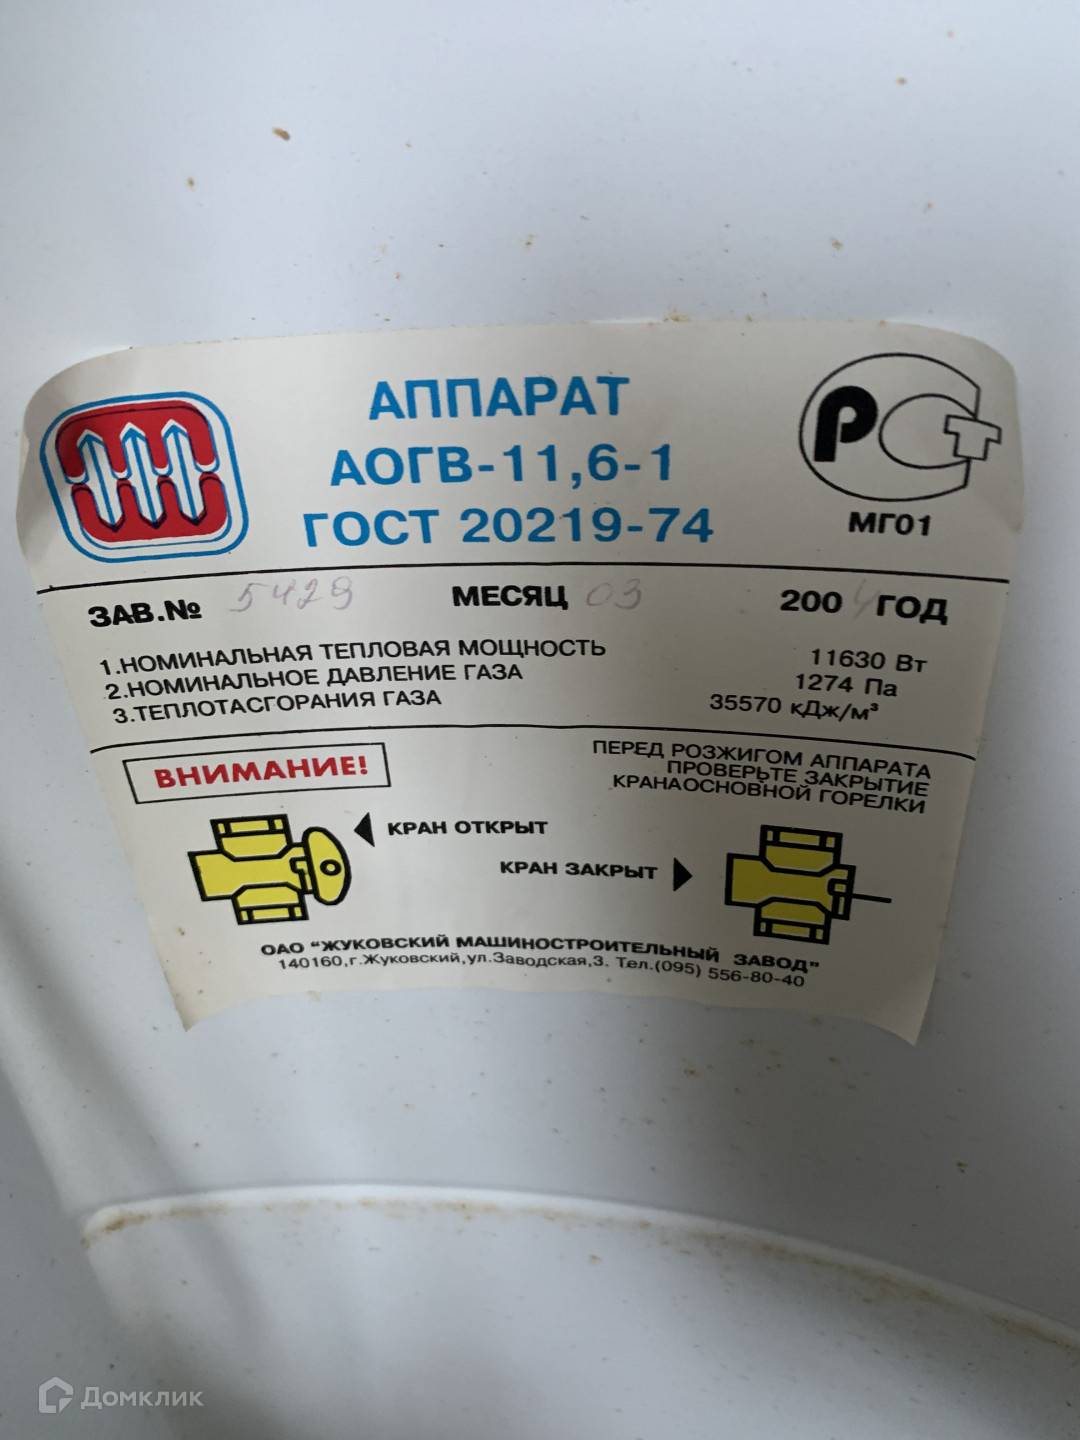 АППАРАТ
АОГВ-11,6-1
ГОСТ 20219-74
РСТ
МГ01
ЗАВ.№ 5429 МЕСЯЦ 03 2004 ГОД
1.НОМИНАЛЬНАЯ ТЕПЛОВАЯ МОЩНОСТЬ 11630 Вт
2.НОМИНАЛЬНОЕ ДАВЛЕНИЕ ГАЗА 1274 Па
3.ТЕПЛОТАСГОРАНИЯ ГАЗА 35570 кДж/м³
ВНИМАНИЕ!
ПЕРЕД РОЗЖИГОМ АППАРАТА
ПРОВЕРЬТЕ ЗАКРЫТИЕ
КРАНАОСНОВНОЙ ГОРЕЛКИ
КРАН ОТКРЫТ
КРАН ЗАКРЫТ
ОАО "ЖУКОВСКИЙ МАШИНОСТРОИТЕЛЬНЫЙ ЗАВОД"
140160,г.Жуковский,ул.Заводская,3. Тел.(095) 556-80-40
Домклик